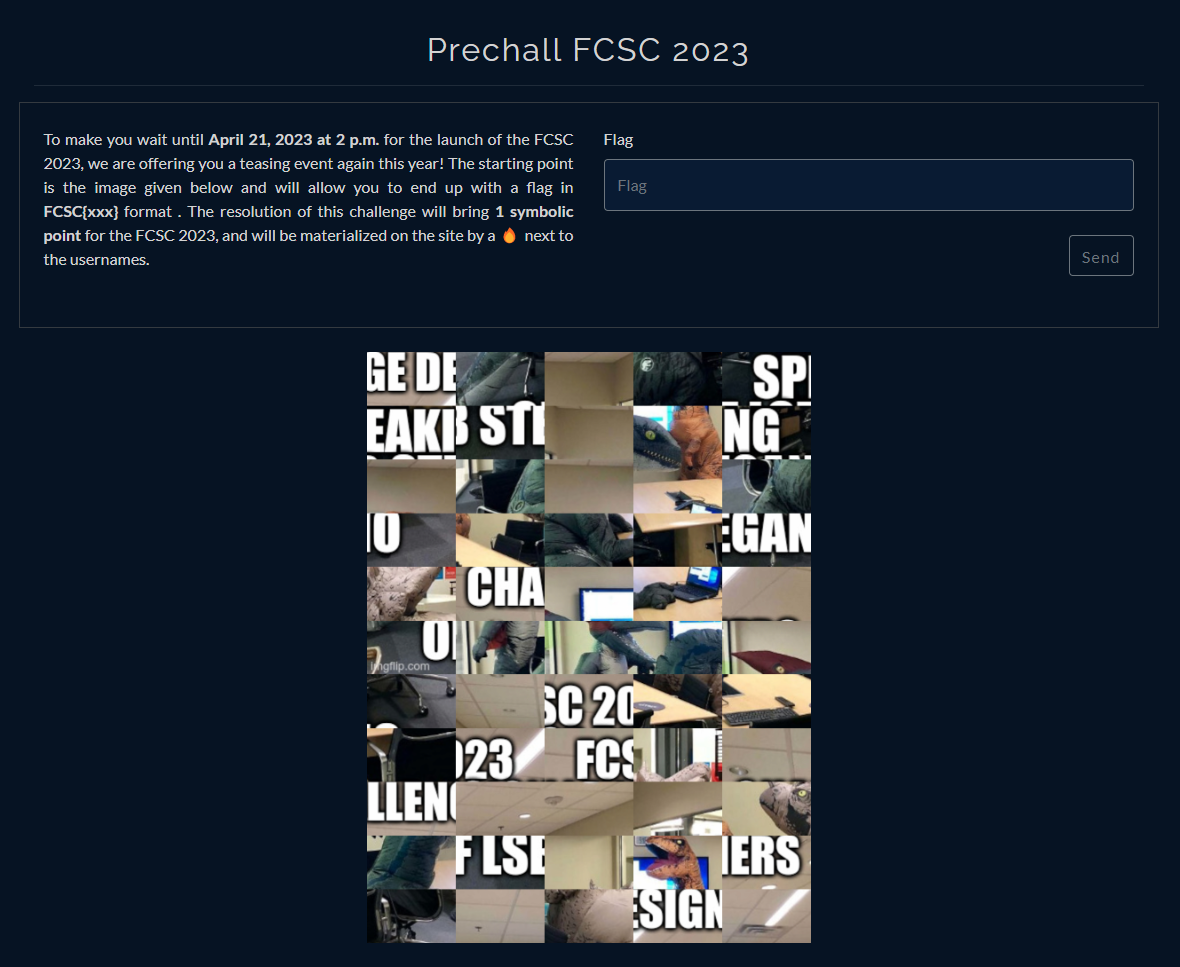 Prechall FCSC 2023
To make you wait until April 21, 2023 at 2 p.m. for the launch of the FCSC
2023, we are offering you a teasing event again this year! The starting point
is the image given below and will allow you to end up with a flag in
FCSC{xxx} format . The resolution of this challenge will bring 1 symbolic
point for the FCSC 2023, and will be materialized on the site by a 🔥 next to
the usernames.
Flag
Flag
Send
GE DE
SPI
EAKI
B STE
NG
IO
EGAN
CHA
O
imgflip.com
SC 20
023
FCS
LLENG
F LSB
NERS
ESIGN